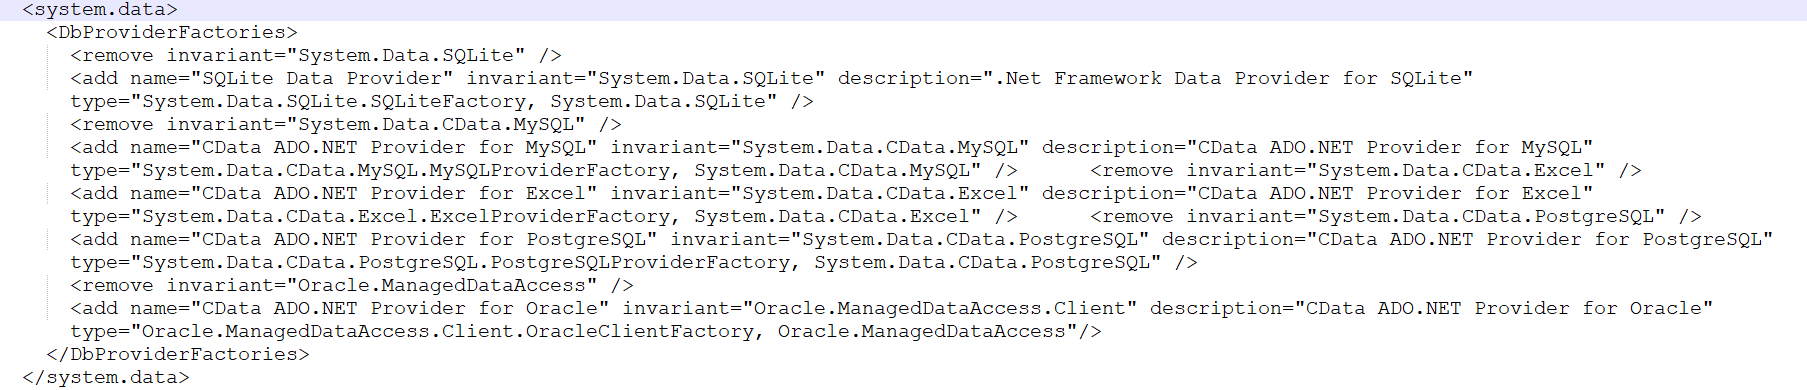 <system.data>
<DbProviderFactories>
<remove invariant="System.Data.SQLite" />
<add name="SQLite Data Provider" invariant="System.Data.SQLite" description=".Net Framework Data Provider for SQLite"
type="System.Data.SQLite.SQLiteFactory, System.Data.SQLite" />
<remove invariant="System.Data.CData.MySQL" />
<add name="CData ADO.NET Provider for MySQL" invariant="System.Data.CData.MySQL" description="CData ADO.NET Provider for MySQL"
type="System.Data.CData.MySQL.MySQLProviderFactory, System.Data.CData.MySQL" />      <remove invariant="System.Data.CData.Excel" />
<add name="CData ADO.NET Provider for Excel" invariant="System.Data.CData.Excel" description="CData ADO.NET Provider for Excel"
type="System.Data.CData.Excel.ExcelProviderFactory, System.Data.CData.Excel" />      <remove invariant="System.Data.CData.PostgreSQL" />
<add name="CData ADO.NET Provider for PostgreSQL" invariant="System.Data.CData.PostgreSQL" description="CData ADO.NET Provider for PostgreSQL"
type="System.Data.CData.PostgreSQL.PostgreSQLProviderFactory, System.Data.CData.PostgreSQL" />
<remove invariant="Oracle.ManagedDataAccess" />
<add name="CData ADO.NET Provider for Oracle" invariant="Oracle.ManagedDataAccess.Client" description="CData ADO.NET Provider for Oracle"
type="Oracle.ManagedDataAccess.Client.OracleClientFactory, Oracle.ManagedDataAccess"/>
</DbProviderFactories>
</system.data>